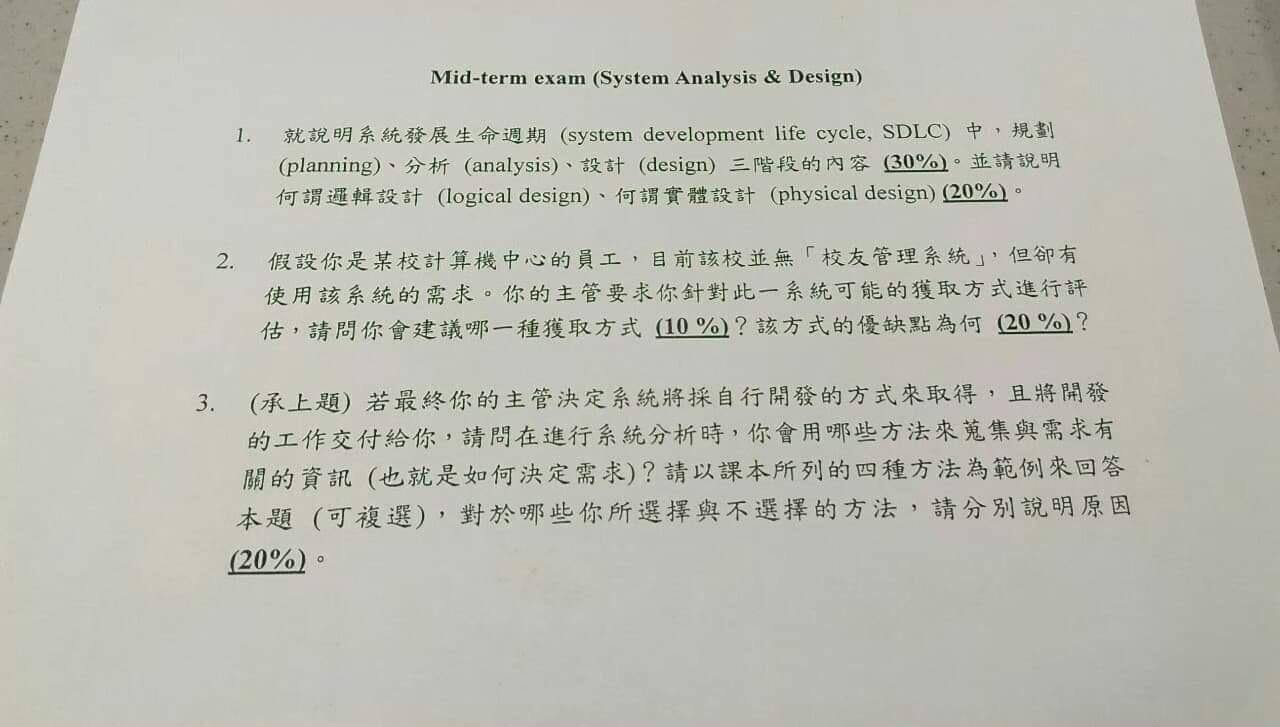 Mid-term exam (System Analysis & Design)
1. 就說明系統發展生命週期 (system development life cycle, SDLC) 中，規劃
(planning)、分析 (analysis)、設計 (design) 三階段的內容 (30%)。並請說明
何謂邏輯設計 (logical design)、何謂實體設計 (physical design) (20%)。
2. 假設你是某校計算機中心的員工，目前該校並無「校友管理系統」，但卻有
使用該系統的需求。你的主管要求你針對此一系統可能的獲取方式進行評
估，請問你會建議哪一種獲取方式 (10 %)？該方式的優缺點為何 (20 %)？
3. (承上題) 若最終你的主管決定系統將採自行開發的方式來取得，且將開發
的工作交付給你，請問在進行系統分析時，你會用哪些方法來蒐集與需求有
關的資訊 (也就是如何決定需求)？請以課本所列的四種方法為範例來回答
本題 (可複選)，對於哪些你所選擇與不選擇的方法，請分別說明原因
(20%)。